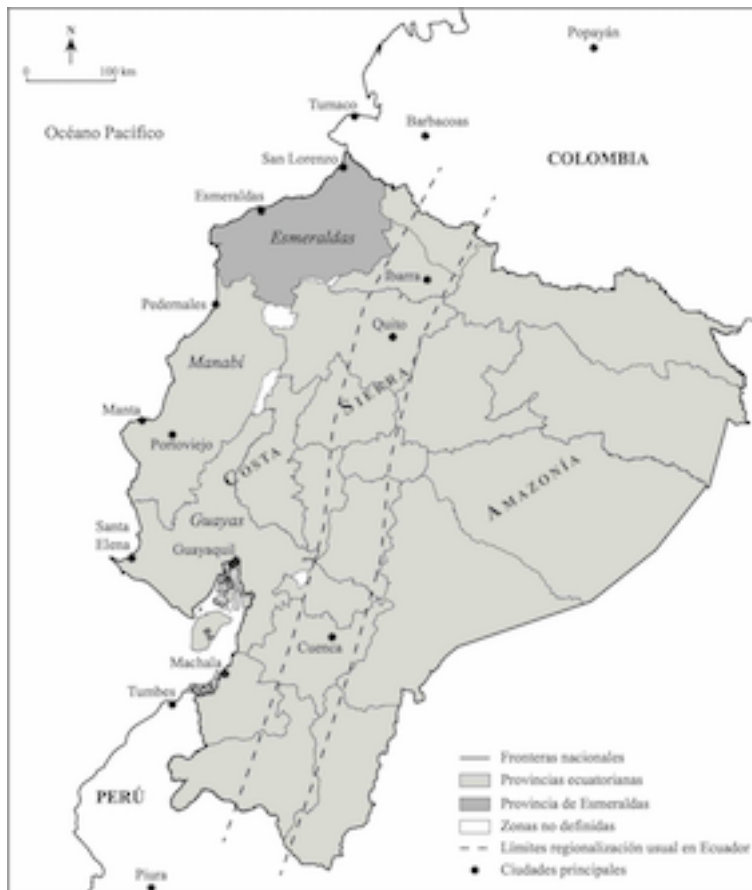 N
0 100 km
Popayán
Tumaco
Barbacoas
Océano Pacífico
San Lorenzo
COLOMBIA
Esmeraldas
Esmeraldas
Ibarra
Pedernales
Quito
Manabí
SIERRA
Manta
Portoviejo
COSTA
AMAZONÍA
Guayas
Santa
Elena
Guayaquil
Cuenca
Machala
Tumbes
PERÚ
Piura
Fronteras nacionales
Provincias ecuatorianas
Provincia de Esmeraldas
Zonas no definidas
Límites regionalización usual en Ecuador
Ciudades principales